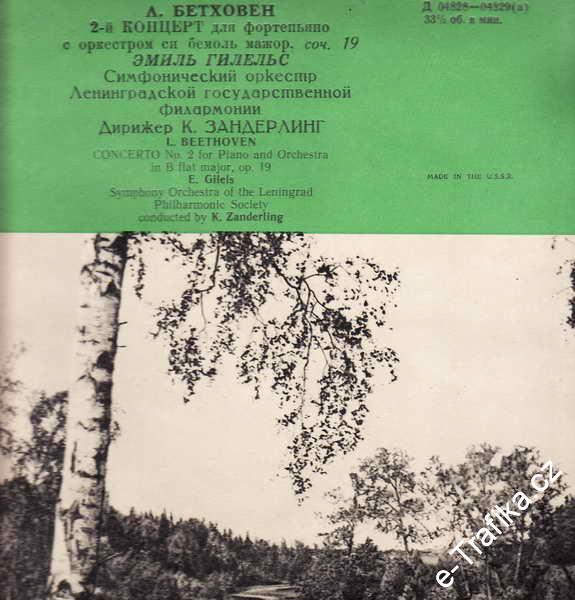 Л. БЕТХОВЕН
2-й КОНЦЕРТ для фортепьяно
с оркестром си бемоль мажор. соч. 19
ЭМИЛЬ ГИЛЕЛЬС
Симфонический оркестр
Ленинградской государственной
филармонии
Дирижер К. ЗАНДЕРЛИНГ
L. BEETHOVEN
CONCERTO No. 2 for Piano and Orchestra
in B flat major, op. 19
E. Gilels
Symphony Orchestra of the Leningrad
Philharmonic Society
conducted by K. Zanderling
Д 04828—04829(а)
33⅓ об. в мин.
MADE IN THE U.S.S.R.
e-Trafika.cz